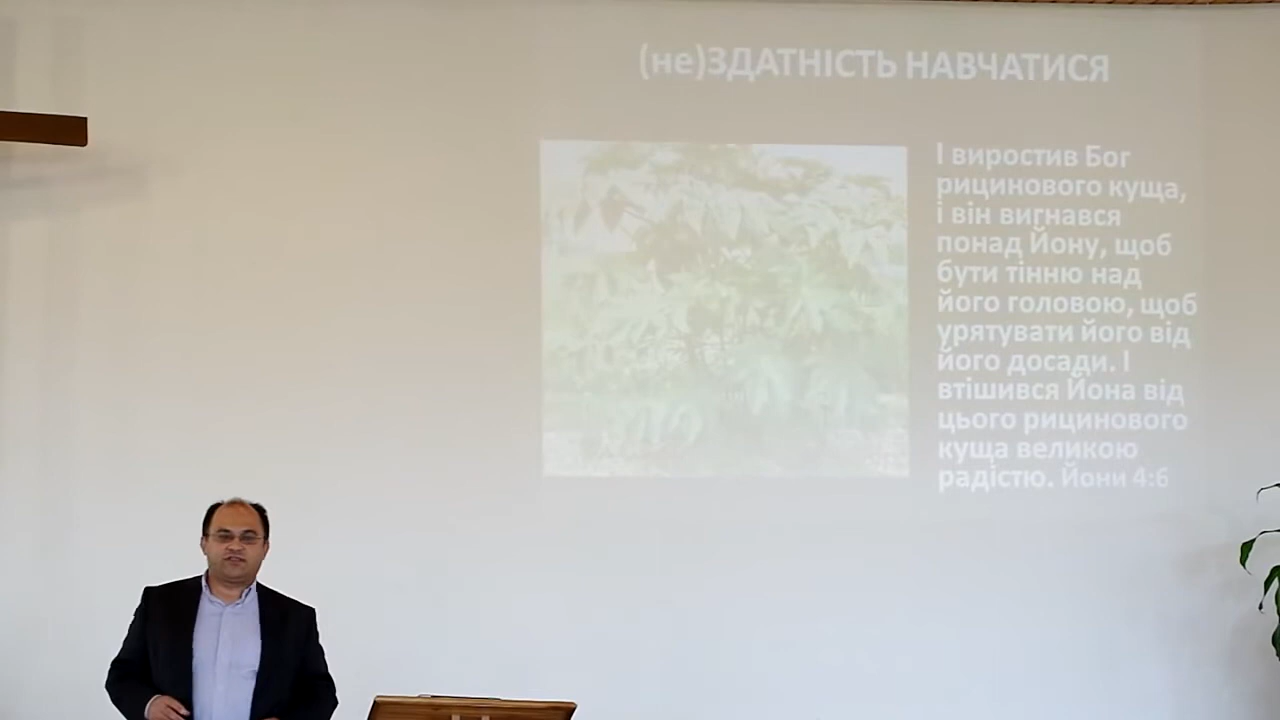 (не)ЗДАТНІСТЬ НАВЧАТИСЯ
І виростив Бог
рицинового куща,
і він вигнався
понад Йону, щоб
бути тінню над
його головою, щоб
урятувати його від
його досади. І
втішився Йона від
цього рицинового
куща великою
радістю. Йони 4:6